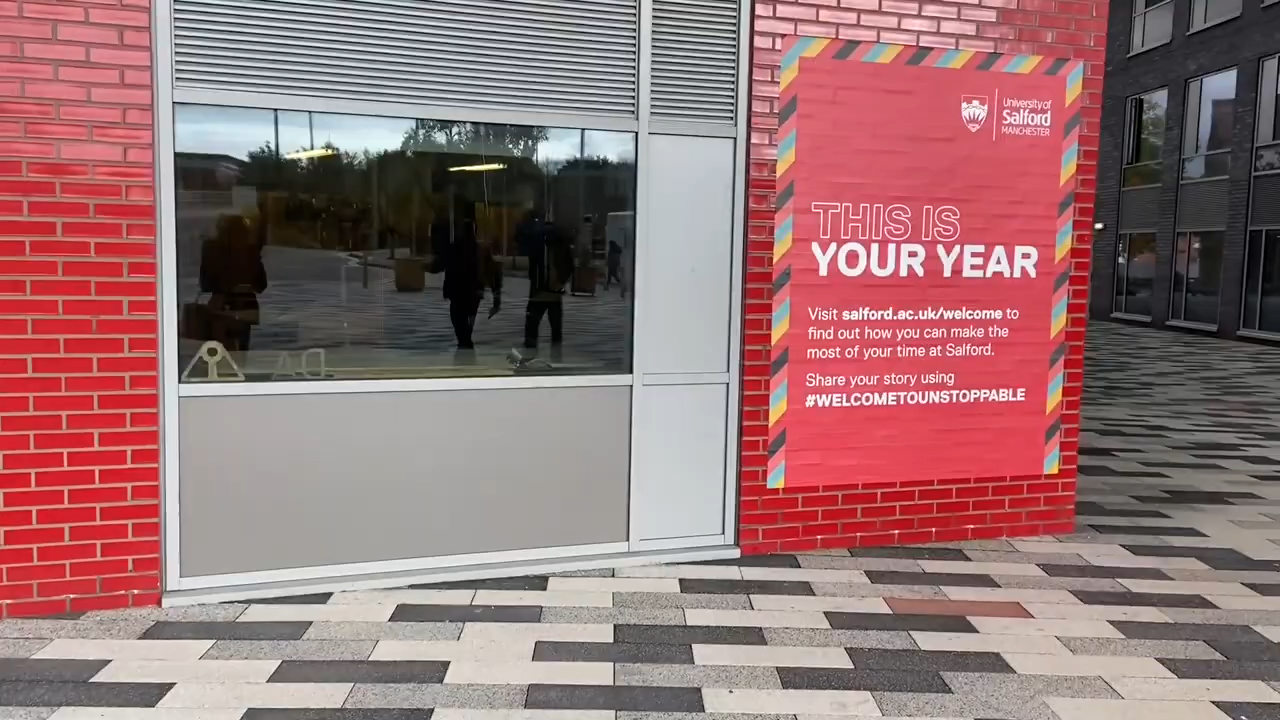 University of
Salford
MANCHESTER
THIS IS
YOUR YEAR
Visit salford.ac.uk/welcome to
find out how you can make the
most of your time at Salford.
Share your story using
#WELCOMETOUNSTOPPABLE